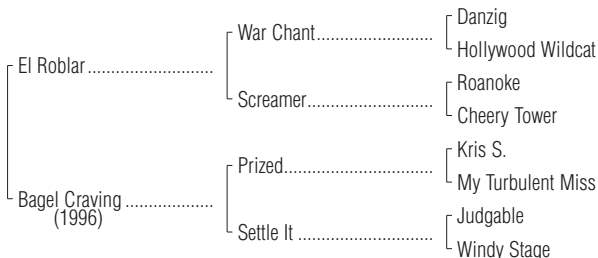 Danzig
War Chant
Hollywood Wildcat
El Roblar
Roanoke
Screamer
Cheery Tower
Kris S.
Prized
My Turbulent Miss
Bagel Craving
(1996)
Judgable
Settle It
Windy Stage